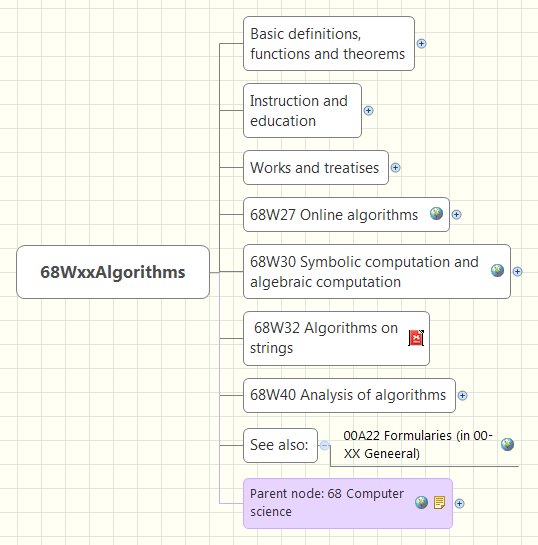 Basic definitions,
functions and theorems
Instruction and
education
Works and treatises
68W27 Online algorithms
68WxxAlgorithms
68W30 Symbolic computation and
algebraic computation
68W32 Algorithms on
strings
68W40 Analysis of algorithms
See also:
00A22 Formularies (in 00-
XX Geneeral)
Parent node: 68 Computer
science